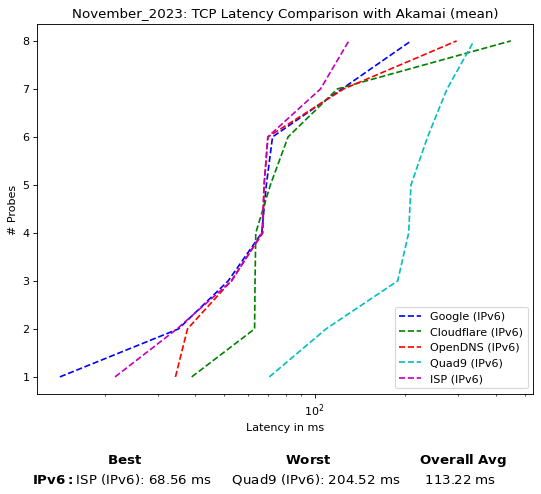 November_2023: TCP Latency Comparison with Akamai (mean)
8
7
6
5
4
3
2
1
# Probes
Google (IPv6)
Cloudflare (IPv6)
OpenDNS (IPv6)
Quad9 (IPv6)
ISP (IPv6)
10²
Latency in ms
Best Worst Overall Avg
IPv6: ISP (IPv6): 68.56 ms Quad9 (IPv6): 204.52 ms 113.22 ms